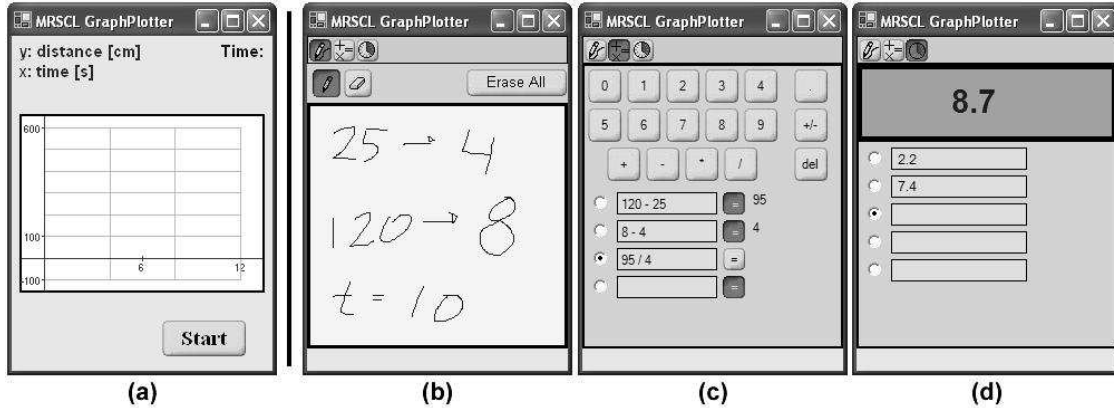 MRSCL GraphPlotter
y: distance [cm] Time:
x: time [s]
600
100
-100
6 12
Start
(a)
MRSCL GraphPlotter
Erase All
25 → 4
120 → 8
t = 10
(b)
MRSCL GraphPlotter
0 1 2 3 4 .
5 6 7 8 9 +/-
+ - * / del
120 - 25 = 95
8 - 4 = 4
95 / 4 =
=
(c)
MRSCL GraphPlotter
8.7
2.2
7.4
(d)